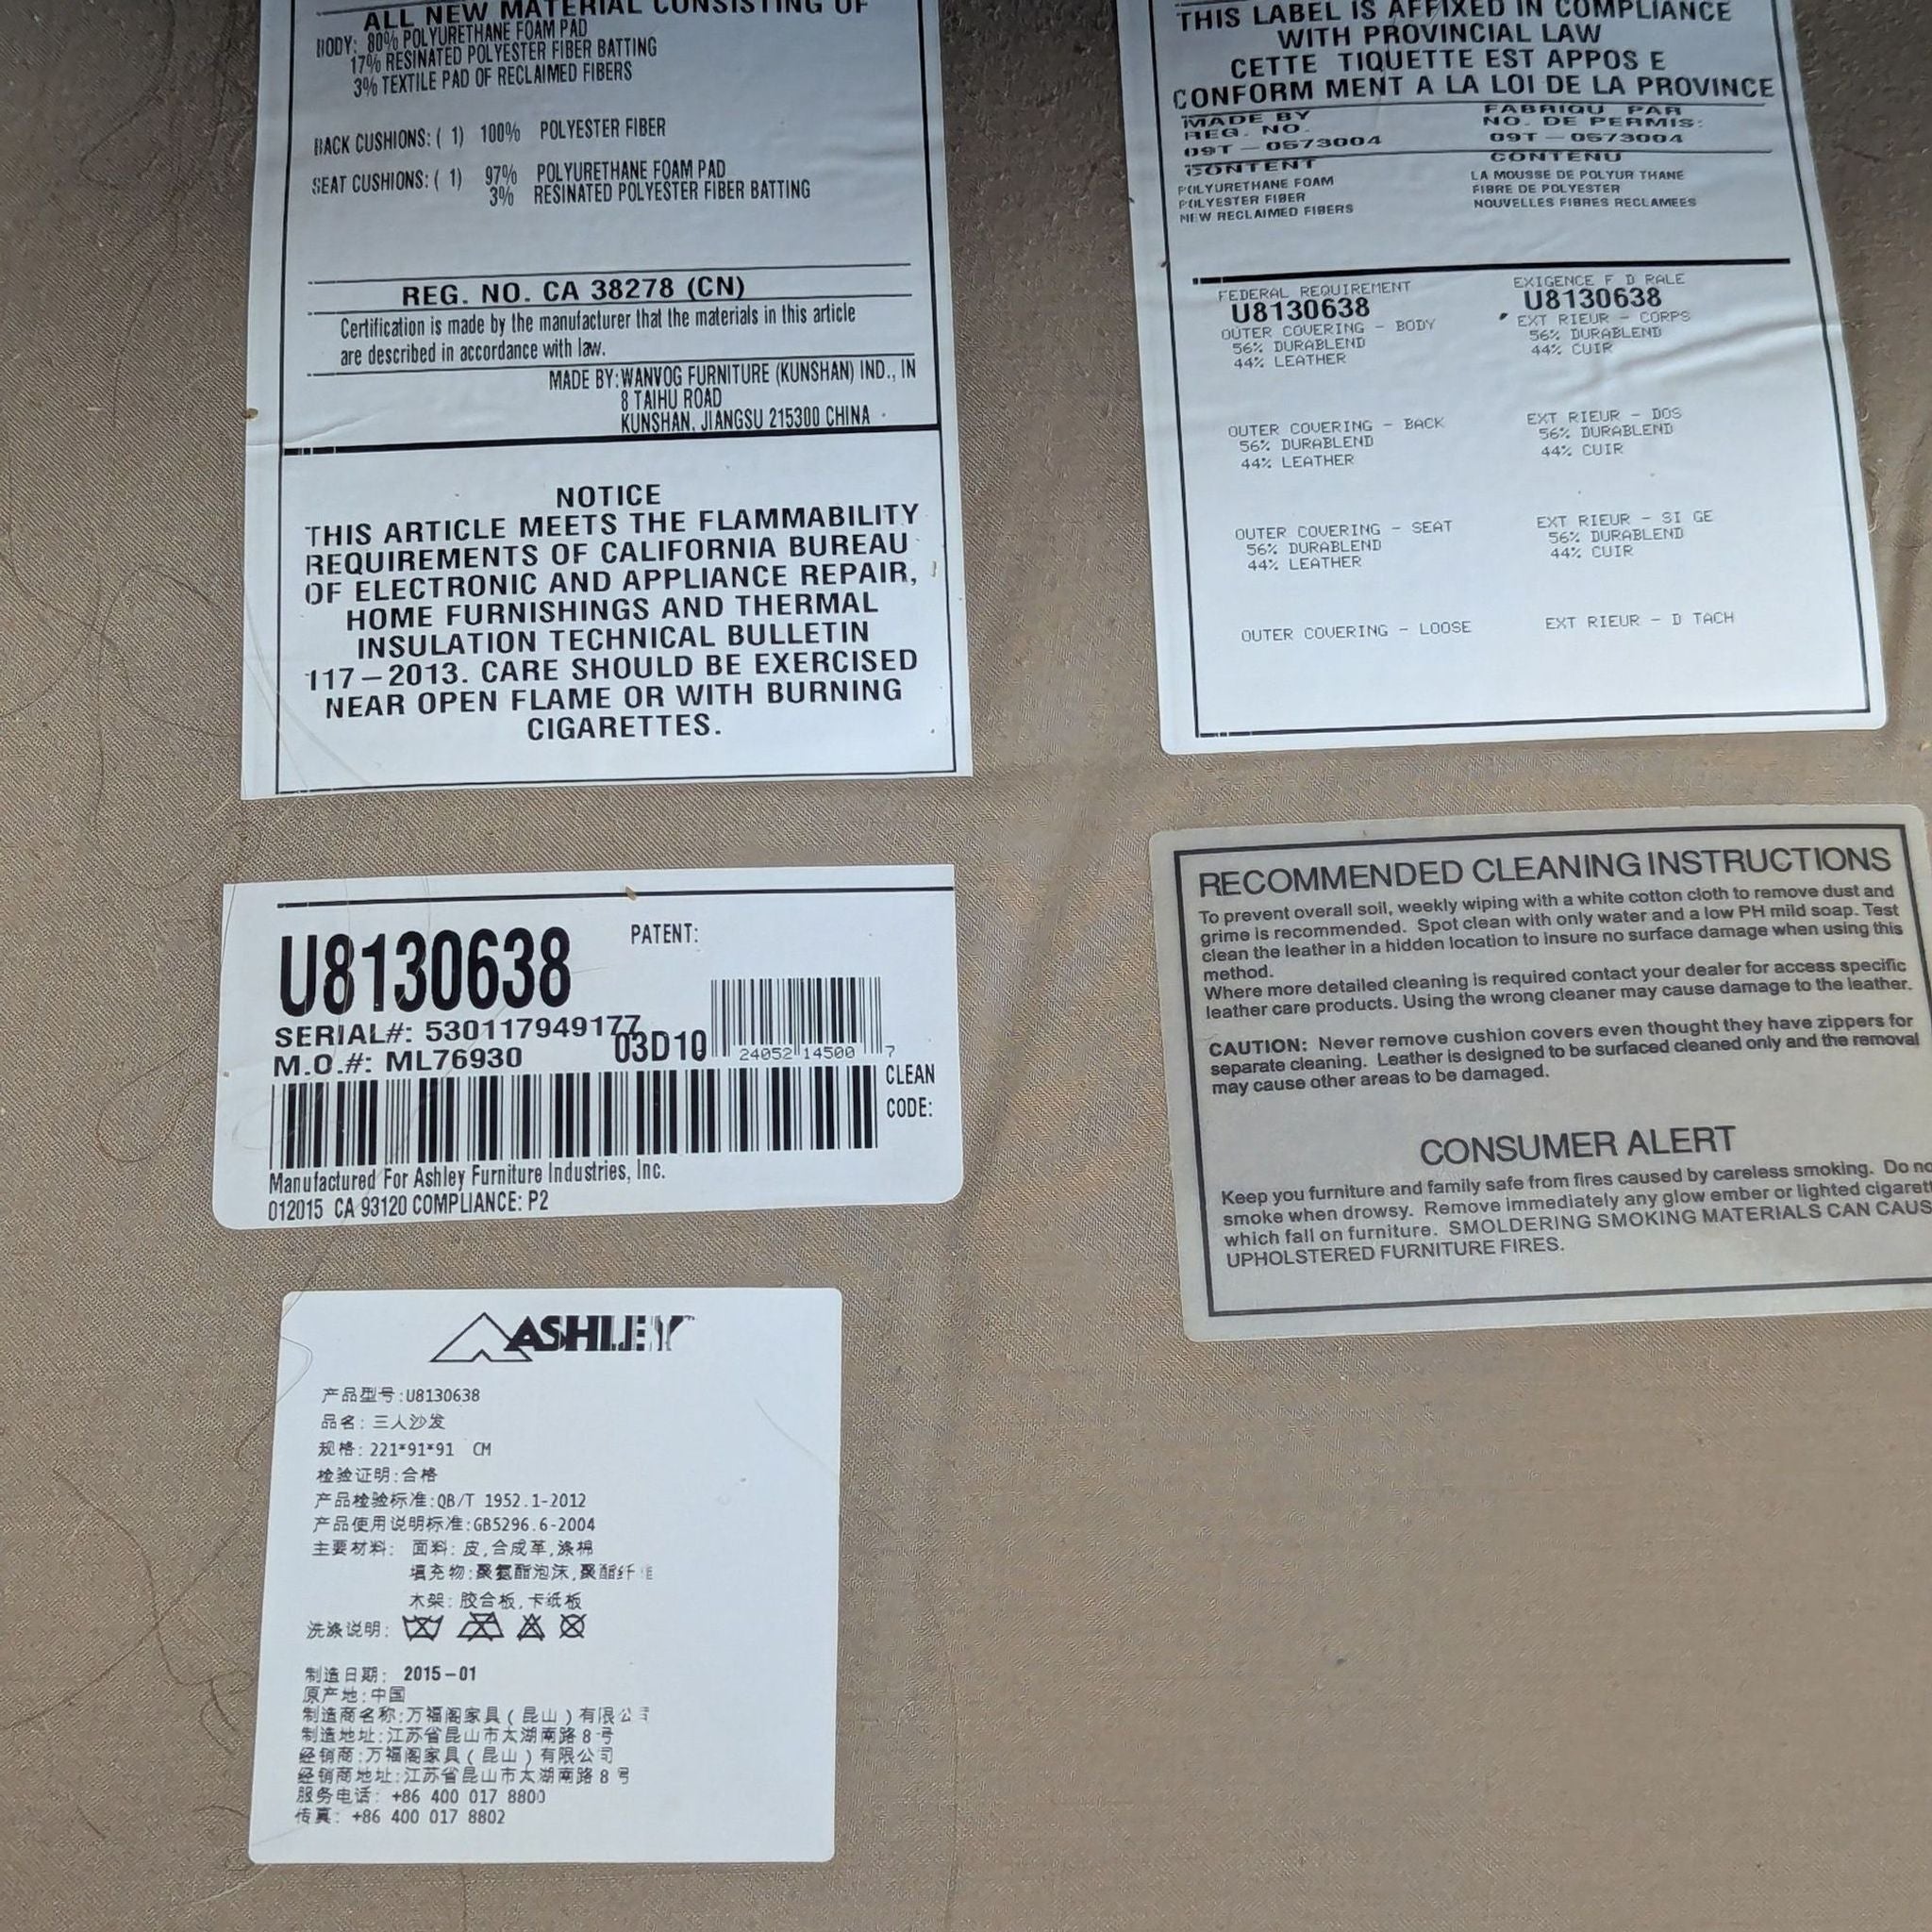 ALL NEW MATERIAL CONSISTING OF
BODY: 80% POLYURETHANE FOAM PAD
17% RESINATED POLYESTER FIBER BATTING
3% TEXTILE PAD OF RECLAIMED FIBERS
BACK CUSHIONS: ( 1) 100% POLYESTER FIBER
SEAT CUSHIONS: ( 1) 97% POLYURETHANE FOAM PAD
3% RESINATED POLYESTER FIBER BATTING
REG. NO. CA 38278 (CN)
Certification is made by the manufacturer that the materials in this article
are described in accordance with law.
MADE BY:WANVOG FURNITURE (KUNSHAN) IND., IN
8 TAIHU ROAD
KUNSHAN, JIANGSU 215300 CHINA
NOTICE
THIS ARTICLE MEETS THE FLAMMABILITY
REQUIREMENTS OF CALIFORNIA BUREAU
OF ELECTRONIC AND APPLIANCE REPAIR,
HOME FURNISHINGS AND THERMAL
INSULATION TECHNICAL BULLETIN
117-2013. CARE SHOULD BE EXERCISED
NEAR OPEN FLAME OR WITH BURNING
CIGARETTES.
THIS LABEL IS AFFIXED IN COMPLIANCE
WITH PROVINCIAL LAW
CETTE TIQUETTE EST APPOS E
CONFORM MENT A LA LOI DE LA PROVINCE
MADE BY FABRIQU PAR
REG. NO. NO. DE PERMIS:
09T-0573004 09T-0573004
CONTENT CONTENU
POLYURETHANE FOAM LA MOUSSE DE POLYUR THANE
POLYESTER FIBER FIBRE DE POLYESTER
NEW RECLAIMED FIBERS NOUVELLES FIBRES RECLAMEES
FEDERAL REQUIREMENT EXIGENCE F D RALE
U8130638 U8130638
OUTER COVERING - BODY EXT RIEUR - CORPS
56% DURABLEND 56% DURABLEND
44% LEATHER 44% CUIR
OUTER COVERING - BACK EXT RIEUR - DOS
56% DURABLEND 56% DURABLEND
44% LEATHER 44% CUIR
OUTER COVERING - SEAT EXT RIEUR - SI GE
56% DURABLEND 56% DURABLEND
44% LEATHER 44% CUIR
OUTER COVERING - LOOSE EXT RIEUR - D TACH
U8130638 PATENT:
SERIAL#: 530117949177
M.O.#: ML76930 03D10 24052 14500 7
CLEAN
CODE:
Manufactured For Ashley Furniture Industries, Inc.
012015 CA 93120 COMPLIANCE: P2
RECOMMENDED CLEANING INSTRUCTIONS
To prevent overall soil, weekly wiping with a white cotton cloth to remove dust and
grime is recommended. Spot clean with only water and a low PH mild soap. Test
clean the leather in a hidden location to insure no surface damage when using this
method.
Where more detailed cleaning is required contact your dealer for access specific
leather care products. Using the wrong cleaner may cause damage to the leather.
CAUTION: Never remove cushion covers even thought they have zippers for
separate cleaning. Leather is designed to be surfaced cleaned only and the removal
may cause other areas to be damaged.
CONSUMER ALERT
Keep you furniture and family safe from fires caused by careless smoking. Do no
smoke when drowsy. Remove immediately any glow ember or lighted cigarett
which fall on furniture. SMOLDERING SMOKING MATERIALS CAN CAUS
UPHOLSTERED FURNITURE FIRES.
ASHLEY
产品型号:U8130638
品名: 三人沙发
规格: 221*91*91 CM
检验证明:合格
产品检验标准:QB/T 1952.1-2012
产品使用说明标准:GB5296.6-2004
主要材料: 面料: 皮,合成革,涤棉
填充物:聚氨酯泡沫,聚酯纤维
木架: 胶合板,卡纸板
洗涤说明:
制造日期: 2015-01
原产地:中国
制造商名称:万福阁家具(昆山)有限公司
制造地址:江苏省昆山市太湖南路8号
经销商:万福阁家具(昆山)有限公司
经销商地址:江苏省昆山市太湖南路8号
服务电话: +86 400 017 8800
传真: +86 400 017 8802